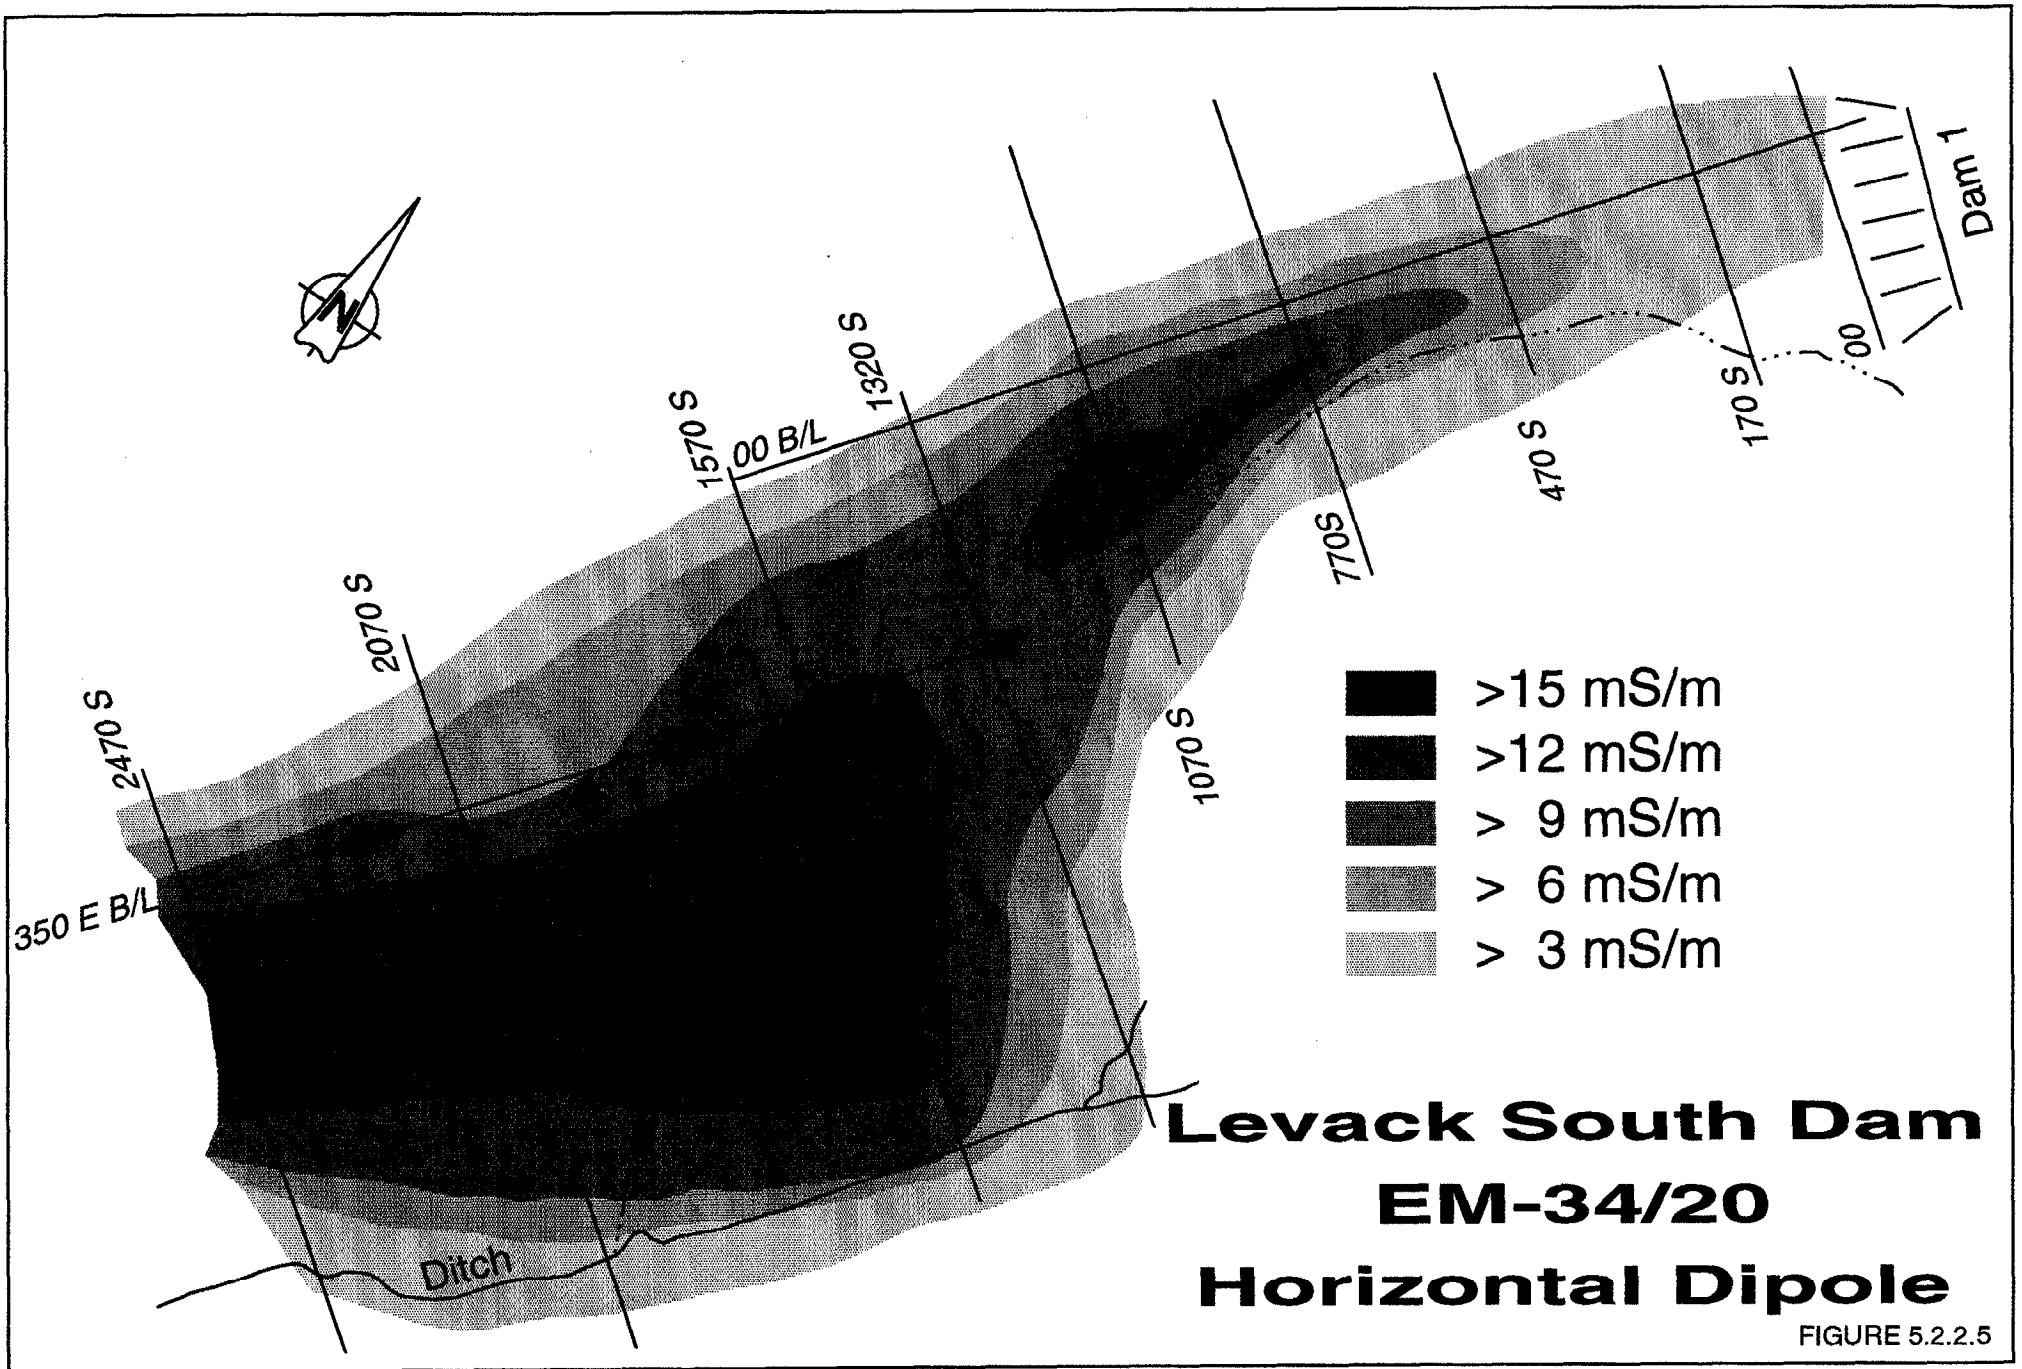 Dam 1
N
00
170 S
470 S
770S
1070 S
1320 S
1570 S
00 B/L
2070 S
2470 S
350 E B/L
Ditch
>15 mS/m
>12 mS/m
> 9 mS/m
> 6 mS/m
> 3 mS/m
Levack South Dam
EM-34/20
Horizontal Dipole
FIGURE 5.2.2.5